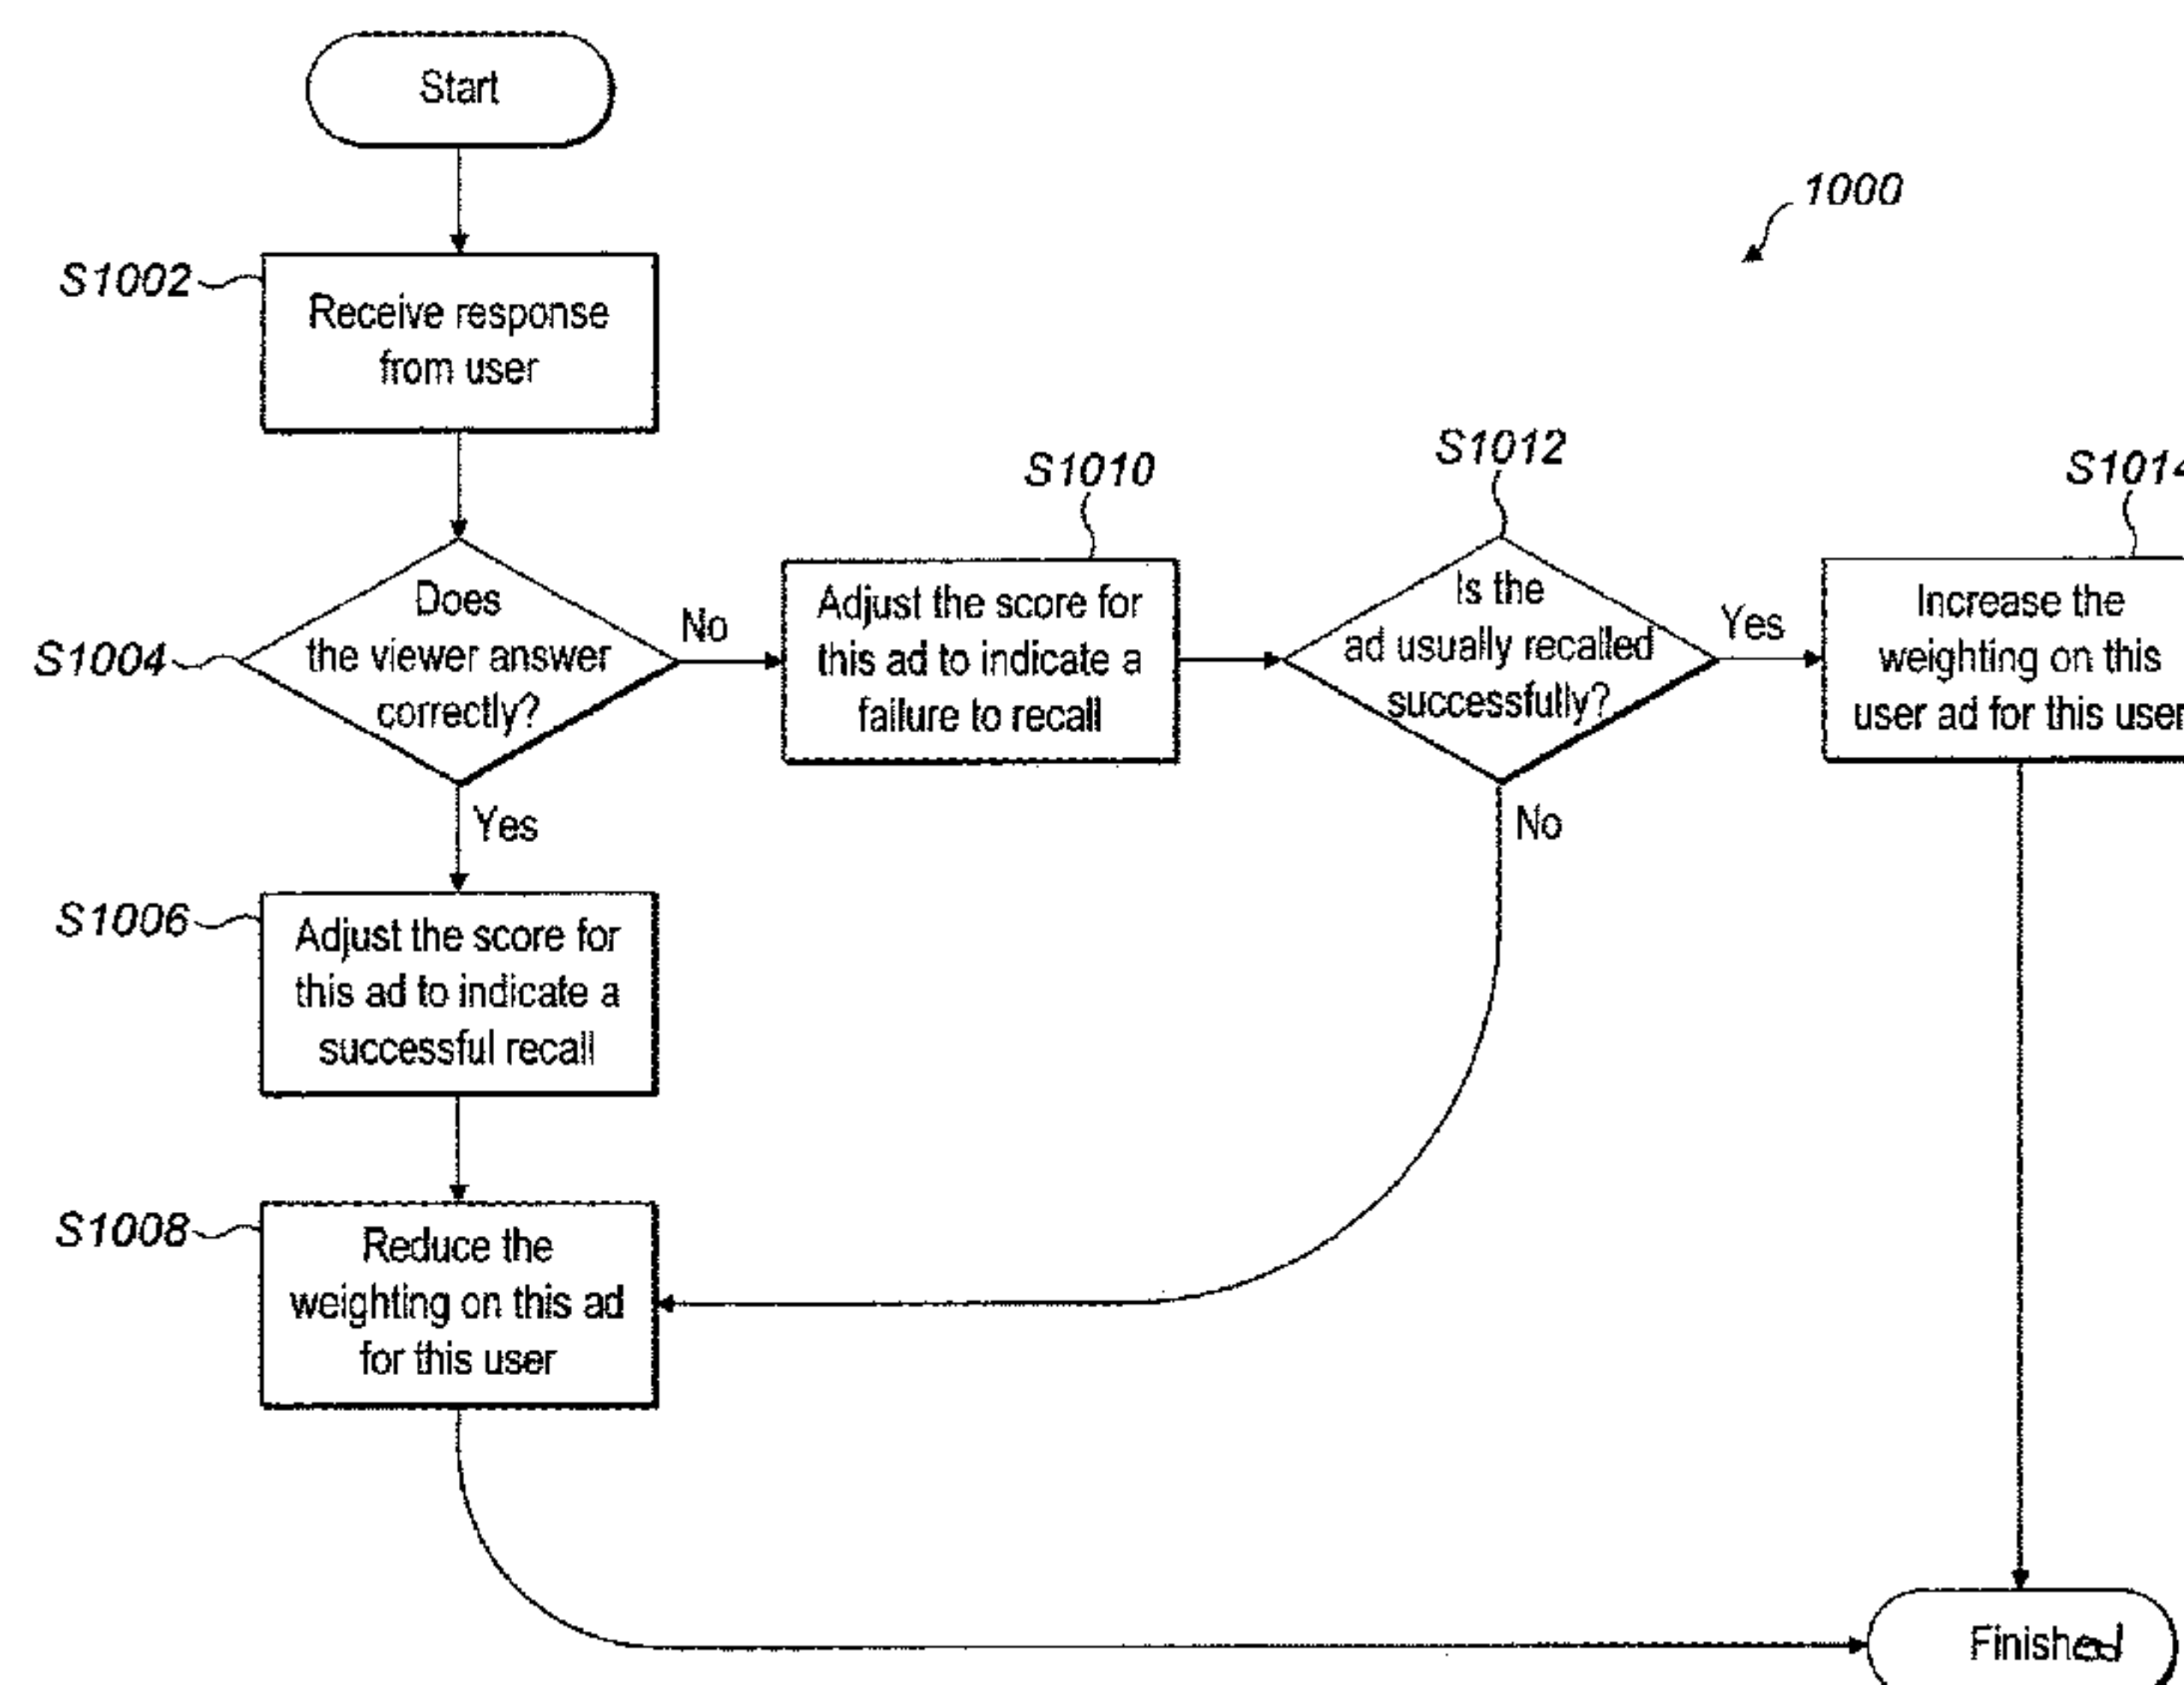 Start
1000
S1002
Receive response
from user
S1004
Does
the viewer answer
correctly?
No
Yes
S1010
Adjust the score for
this ad to indicate a
failure to recall
S1012
Is the
ad usually recalled
successfully?
Yes
No
S1014
Increase the
weighting on this
user ad for this user
S1006
Adjust the score for
this ad to indicate a
successful recall
S1008
Reduce the
weighting on this ad
for this user
Finished